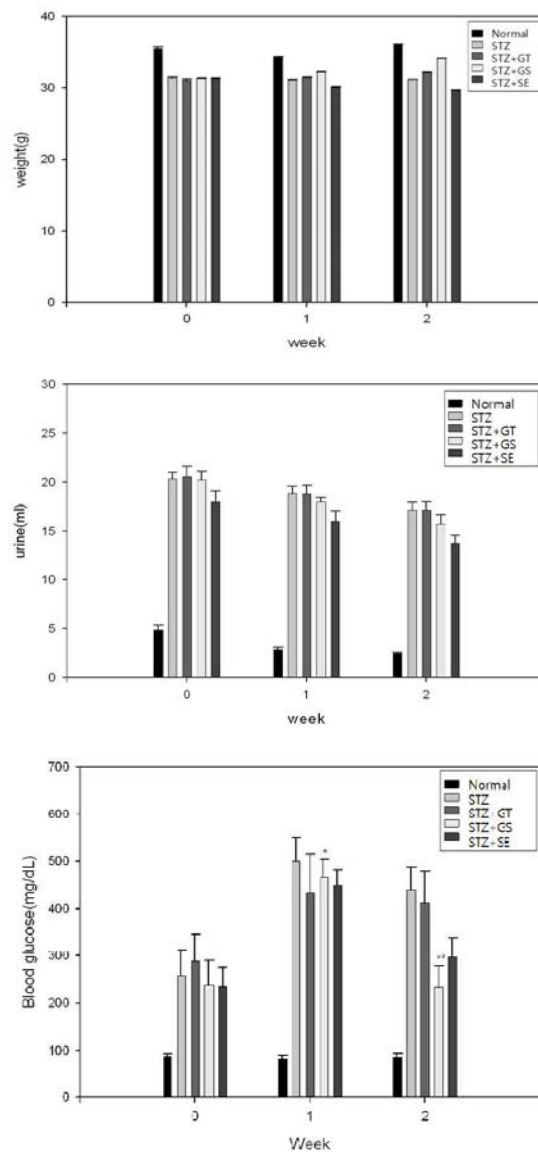 40
30
20
10
0
weight(g)
0
1
2
week
Normal
STZ
STZ+GT
STZ+GS
STZ+SE
30
25
20
15
10
5
0
urine(ml)
0
1
2
week
Normal
STZ
STZ+GT
STZ+GS
STZ+SE
700
600
500
400
300
200
100
0
Blood glucose(mg/dL)
*
**
0
1
2
Week
Normal
STZ
STZ+GT
STZ+GS
STZ+SE